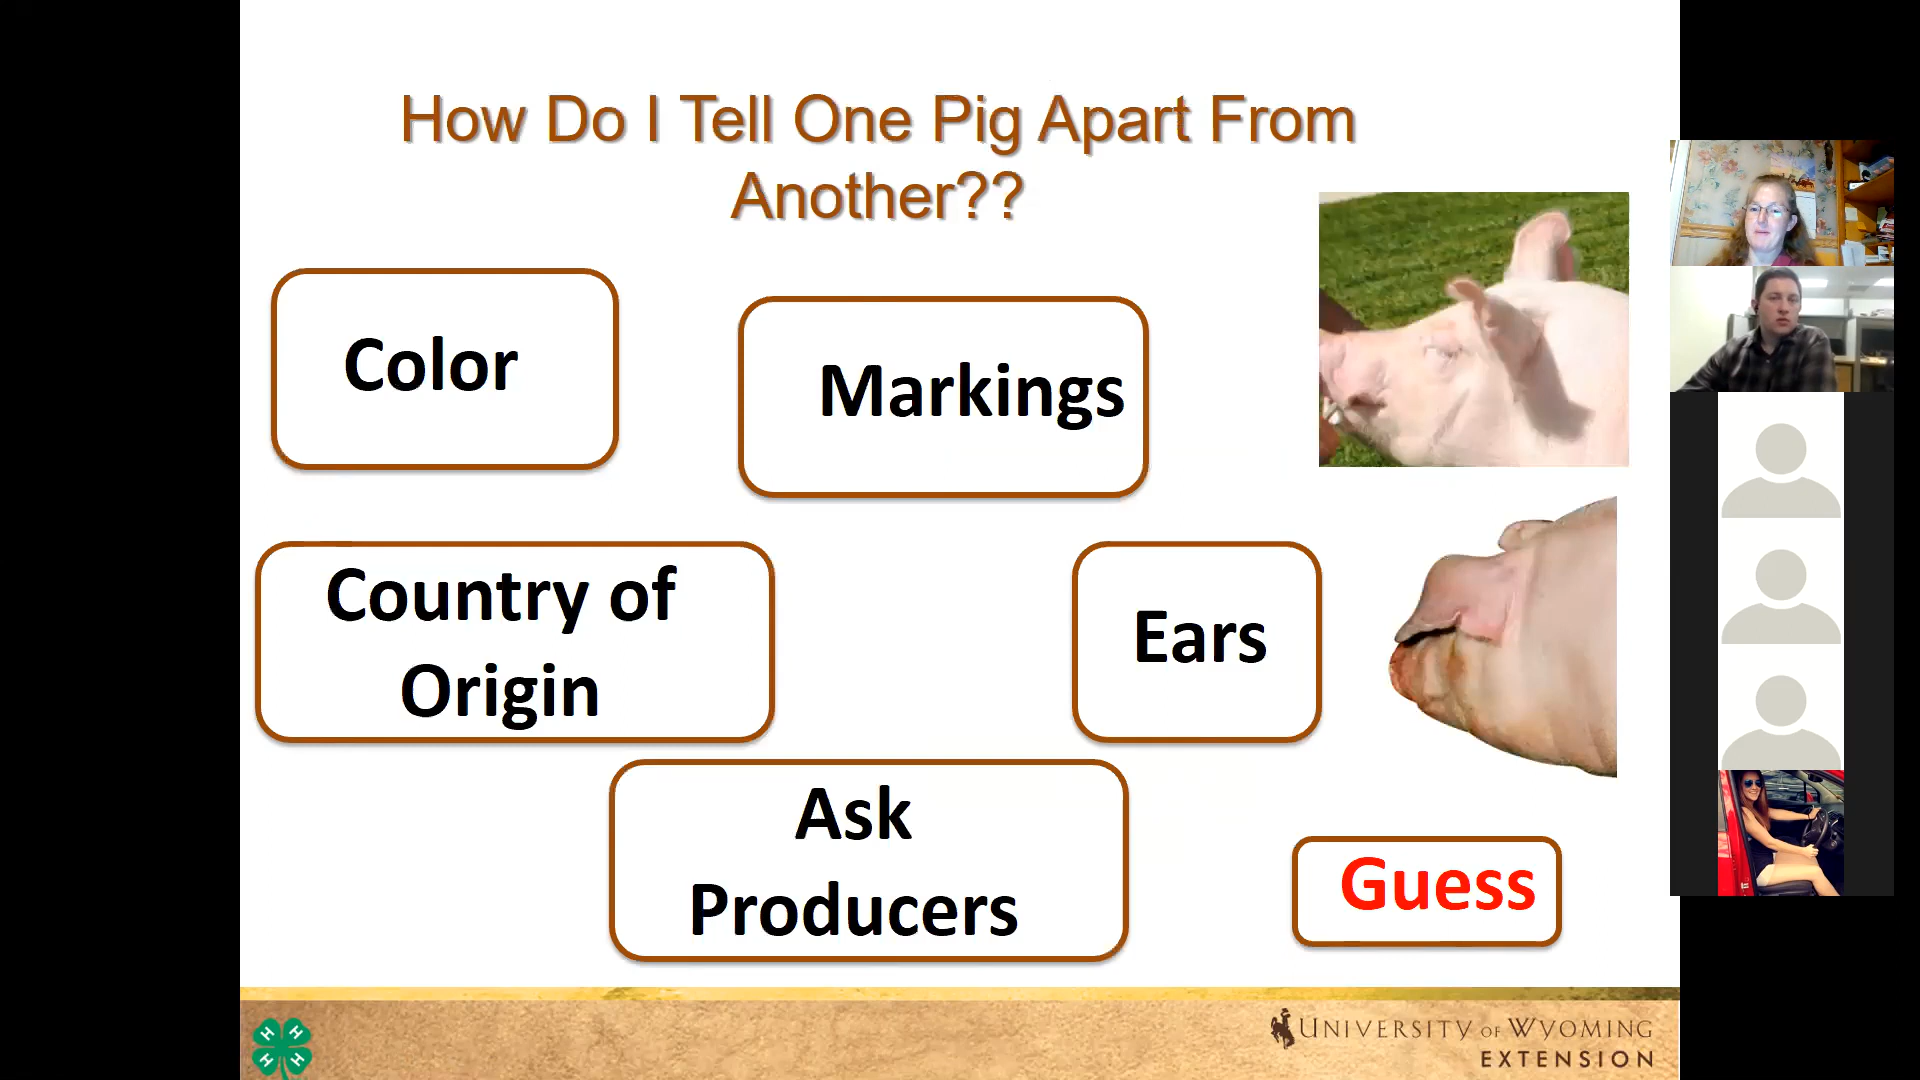 How Do I Tell One Pig Apart From
Another??
Color
Markings
Country of
Origin
Ears
Ask
Producers
Guess
H H
H H
UNIVERSITY OF WYOMING
EXTENSION